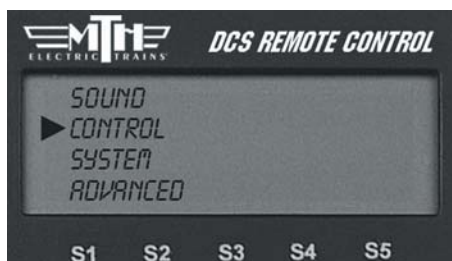 MTH DCS REMOTE CONTROL
ELECTRIC TRAINS
SOUND
CONTROL
SYSTEM
ADVANCED
S1 S2 S3 S4 S5